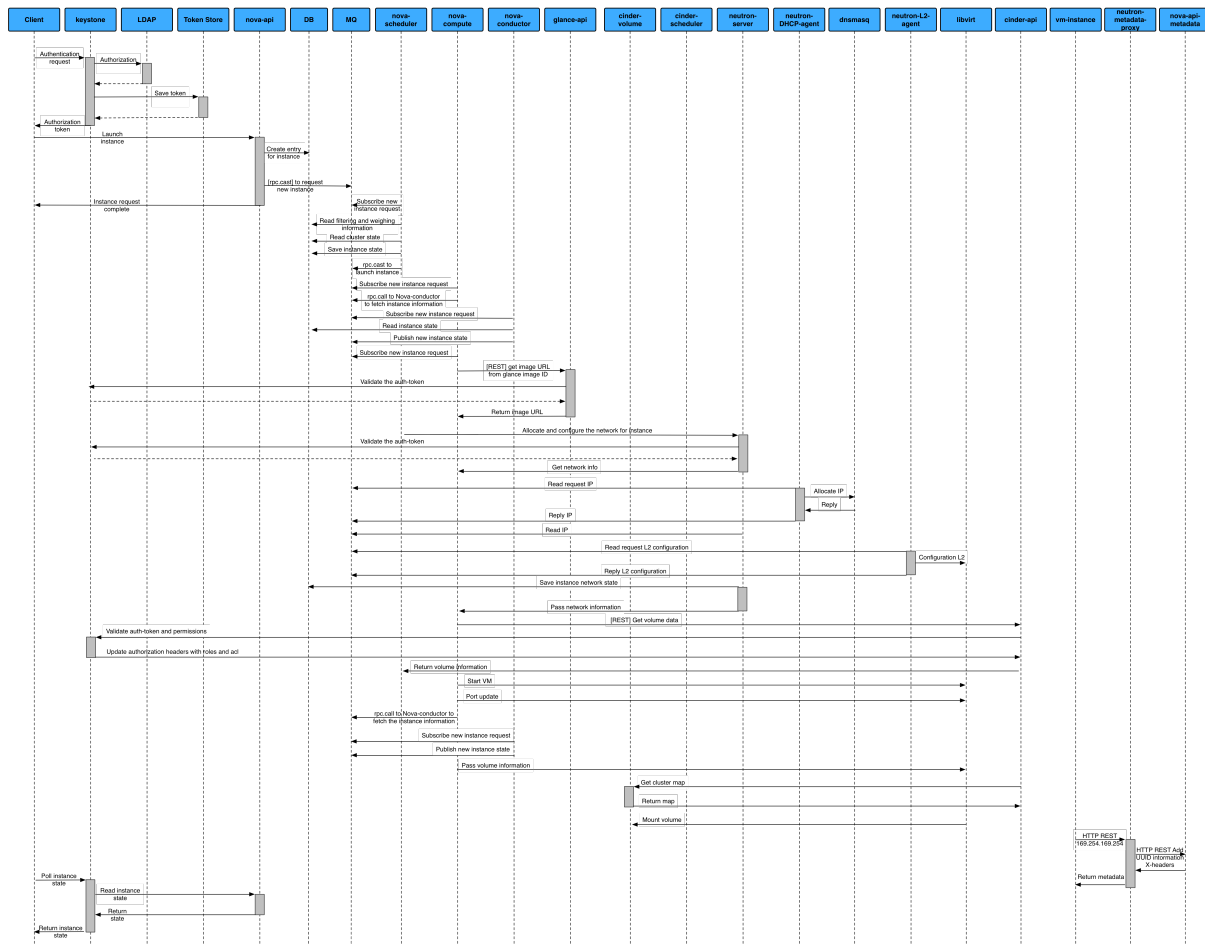 Client
keystone
LDAP
Token Store
nova-api
DB
MQ
nova-
scheduler
nova-
compute
nova-
conductor
glance-api
cinder-
volume
cinder-
scheduler
neutron-
server
neutron-
DHCP-agent
dnsmasq
neutron-L2-
agent
libvirt
cinder-api
vm-instance
neutron-
metadata-
proxy
nova-api-
metadata
Authentication
request
Authorization
Save token
Authorization
token
Launch
instance
Create entry
for instance
[rpc.cast] to request
new instance
Instance request
complete
Subscribe new
instance request
Read filtering and weighing
information
Read cluster state
Save instance state
rpc.cast to
launch instance
Subscribe new instance request
rpc.call to Nova-conductor
to fetch instance information
Subscribe new instance request
Read instance state
Publish new instance state
Subscribe new instance request
[REST] get image URL
from glance image ID
Validate the auth-token
Return image URL
Allocate and configure the network for instance
Validate the auth-token
Get network info
Read request IP
Allocate IP
Reply
Reply IP
Read IP
Read request L2 configuration
Configuration L2
Reply L2 configuration
Save instance network state
Pass network information
[REST] Get volume data
Validate auth-token and permissions
Update authorization headers with roles and acl
Return volume information
Start VM
Port update
rpc.call to Nova-conductor to
fetch the instance information
Subscribe new instance request
Publish new instance state
Pass volume information
Get cluster map
Return map
Mount volume
HTTP REST
169.254.169.254
HTTP REST Add
UUID information
X-headers
Return metadata
Poll instance
state
Read instance
state
Return
state
Return instance
state